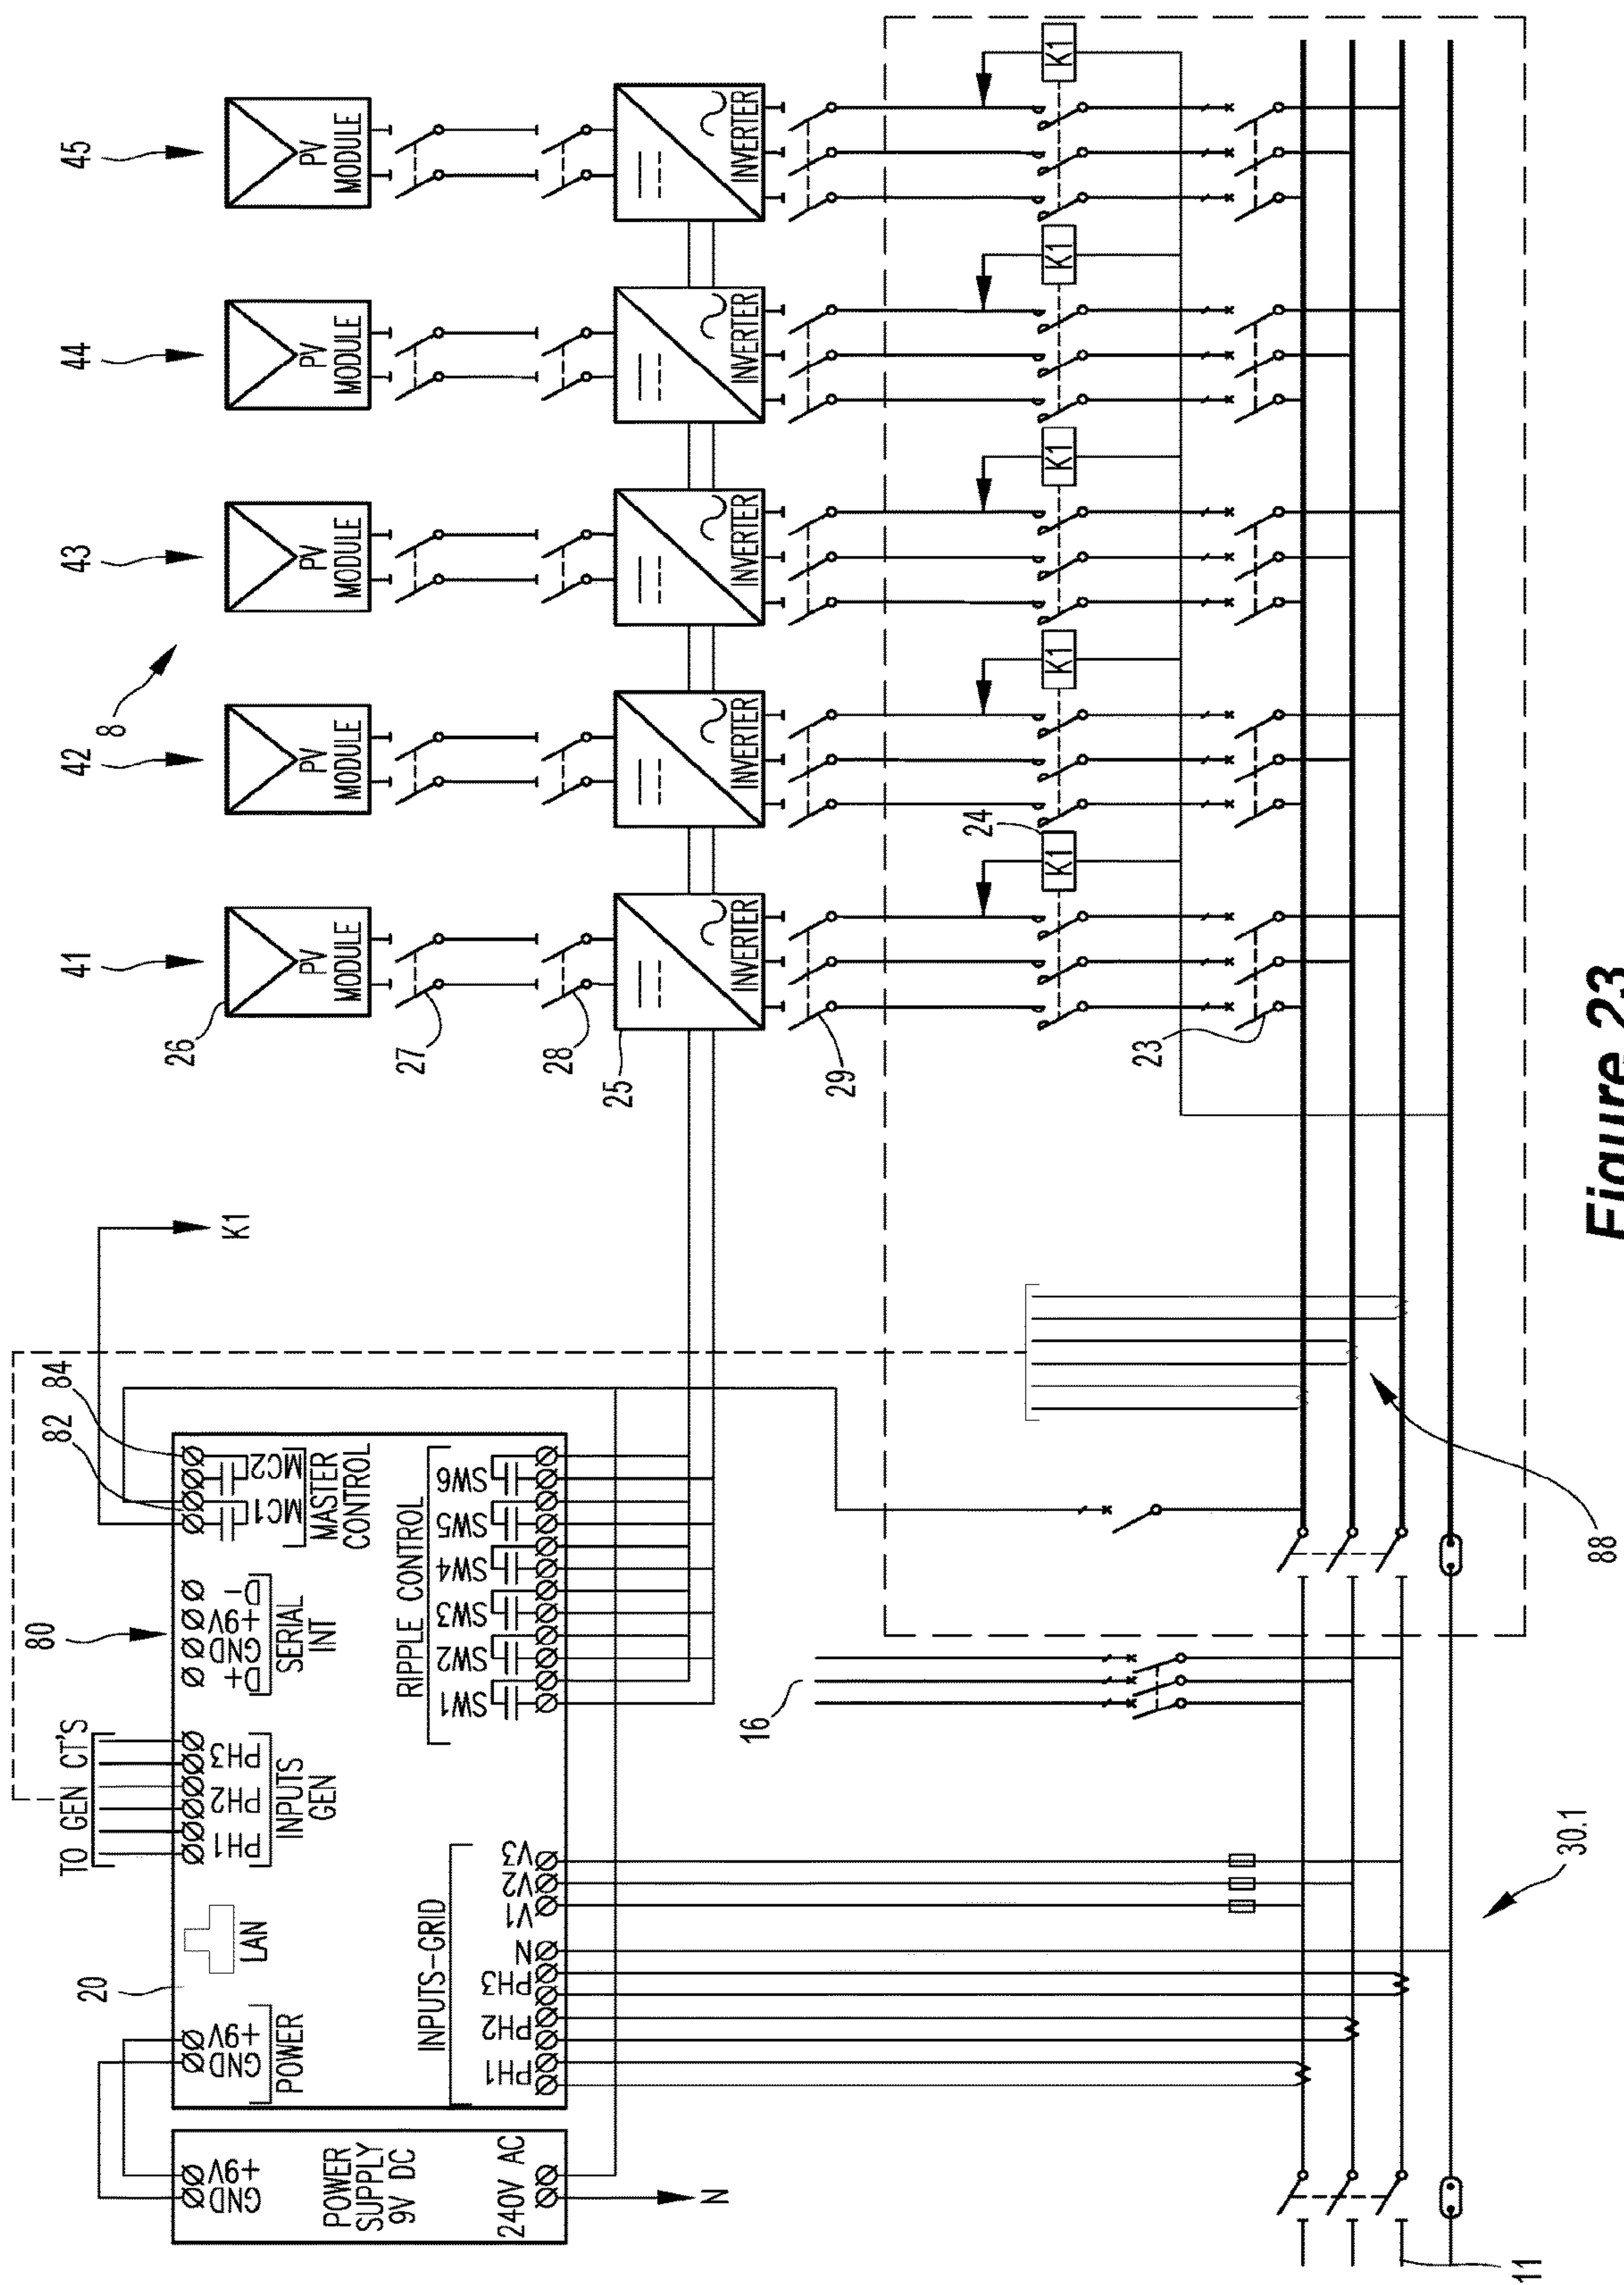 45
44
43
8
42
41
PV
MODULE
PV
MODULE
PV
MODULE
PV
MODULE
PV
MODULE
26
27
28
25
29
INVERTER
INVERTER
INVERTER
INVERTER
INVERTER
K1
K1
K1
K1
K1
24
23
K1
84
82
80
20
TO GEN CT'S
PH1 PH2 PH3
INPUTS
GEN
D+ GND +9V D-
SERIAL
INT
MC1 MC2
MASTER
CONTROL
LAN
GND +9V
POWER
RIPPLE CONTROL
SW1 SW2 SW3 SW4 SW5 SW6
INPUTS-GRID
PH1 PH2 PH3 N V1 V2 V3
GND +9V
POWER
SUPPLY
9V DC
240V AC
N
16
88
30.1
11
Figure 23